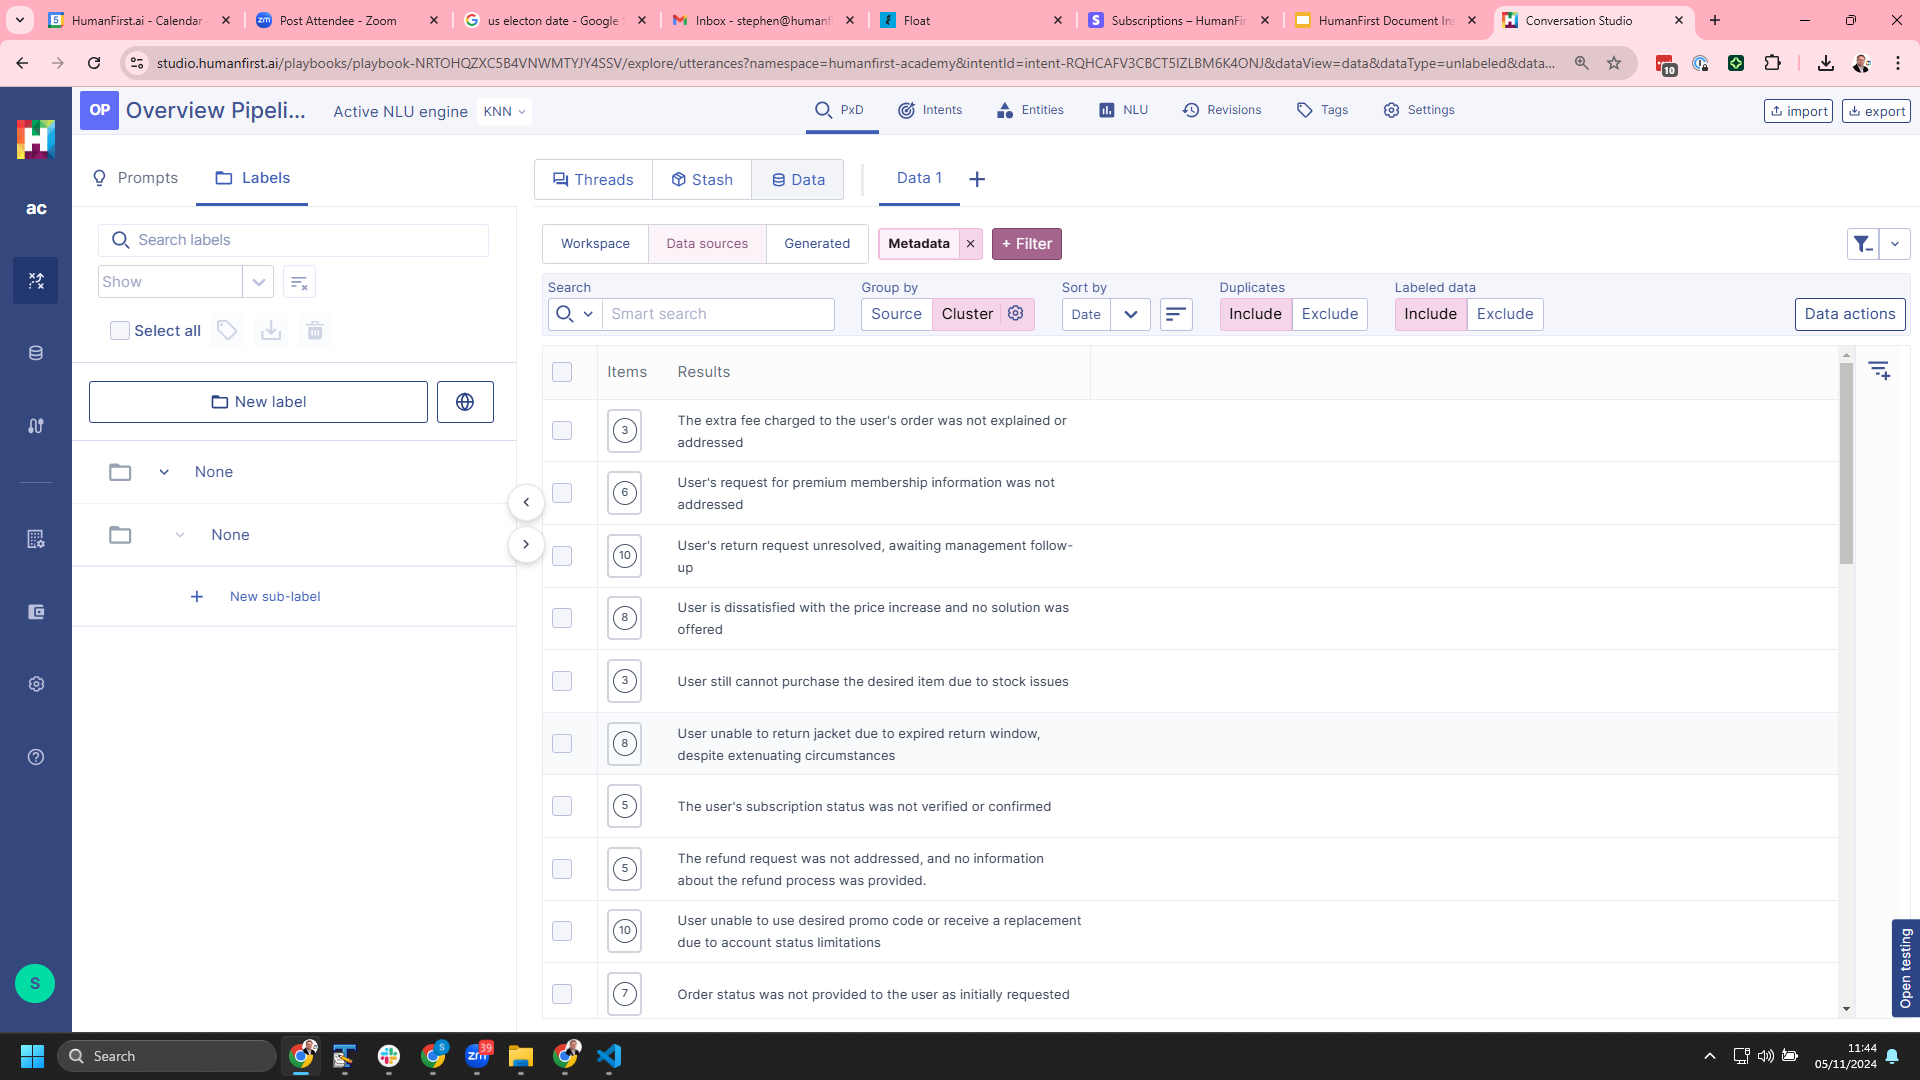 HumanFirst.ai - Calendar
Post Attendee - Zoom
us electon date - Google S
Inbox - stephen@humanfi
Float
Subscriptions – HumanFir
HumanFirst Document Ins
Conversation Studio
studio.humanfirst.ai/playbooks/playbook-NRTOHQZXC5B4VNWMTYJY4SSV/explore/utterances?namespace=humanfirst-academy&intentId=intent-RQHCAFV3CBCT5IZLBM6K4ONJ&dataView=data&dataType=unlabeled&data...
10
OP
Overview Pipeli...
Active NLU engine
KNN
PxD
Intents
Entities
NLU
Revisions
Tags
Settings
import
export
ac
Prompts
Labels
Threads
Stash
Data
Data 1
Search labels
Show
Select all
New label
None
None
New sub-label
Workspace
Data sources
Generated
Metadata
+ Filter
Search
Smart search
Group by
Source
Cluster
Sort by
Date
Duplicates
Include
Exclude
Labeled data
Include
Exclude
Data actions
Items
Results
3
The extra fee charged to the user's order was not explained or
addressed
6
User's request for premium membership information was not
addressed
10
User's return request unresolved, awaiting management follow-
up
8
User is dissatisfied with the price increase and no solution was
offered
3
User still cannot purchase the desired item due to stock issues
8
User unable to return jacket due to expired return window,
despite extenuating circumstances
5
The user's subscription status was not verified or confirmed
5
The refund request was not addressed, and no information
about the refund process was provided.
10
User unable to use desired promo code or receive a replacement
due to account status limitations
7
Order status was not provided to the user as initially requested
Open testing
S
Search
S
zm
39
11:44
05/11/2024